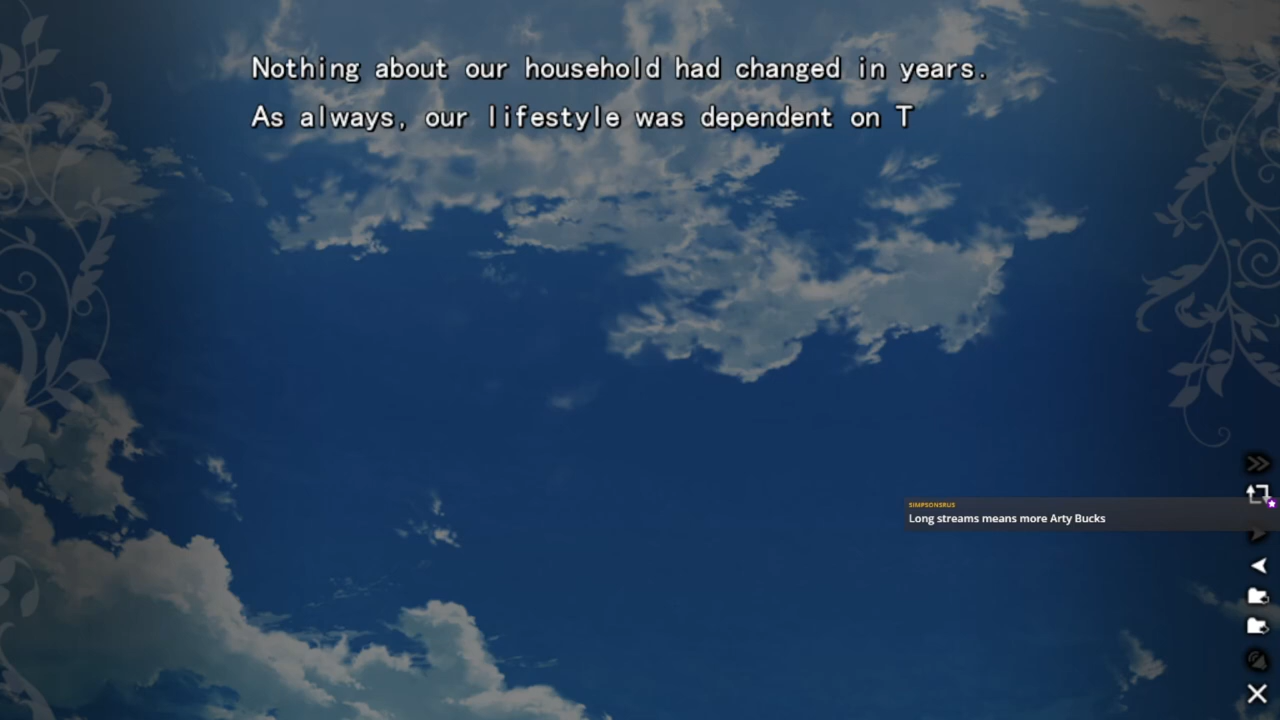 Nothing about our household had changed in years.
As always, our lifestyle was dependent on T
SIMPSONSRUS
Long streams means more Arty Bucks